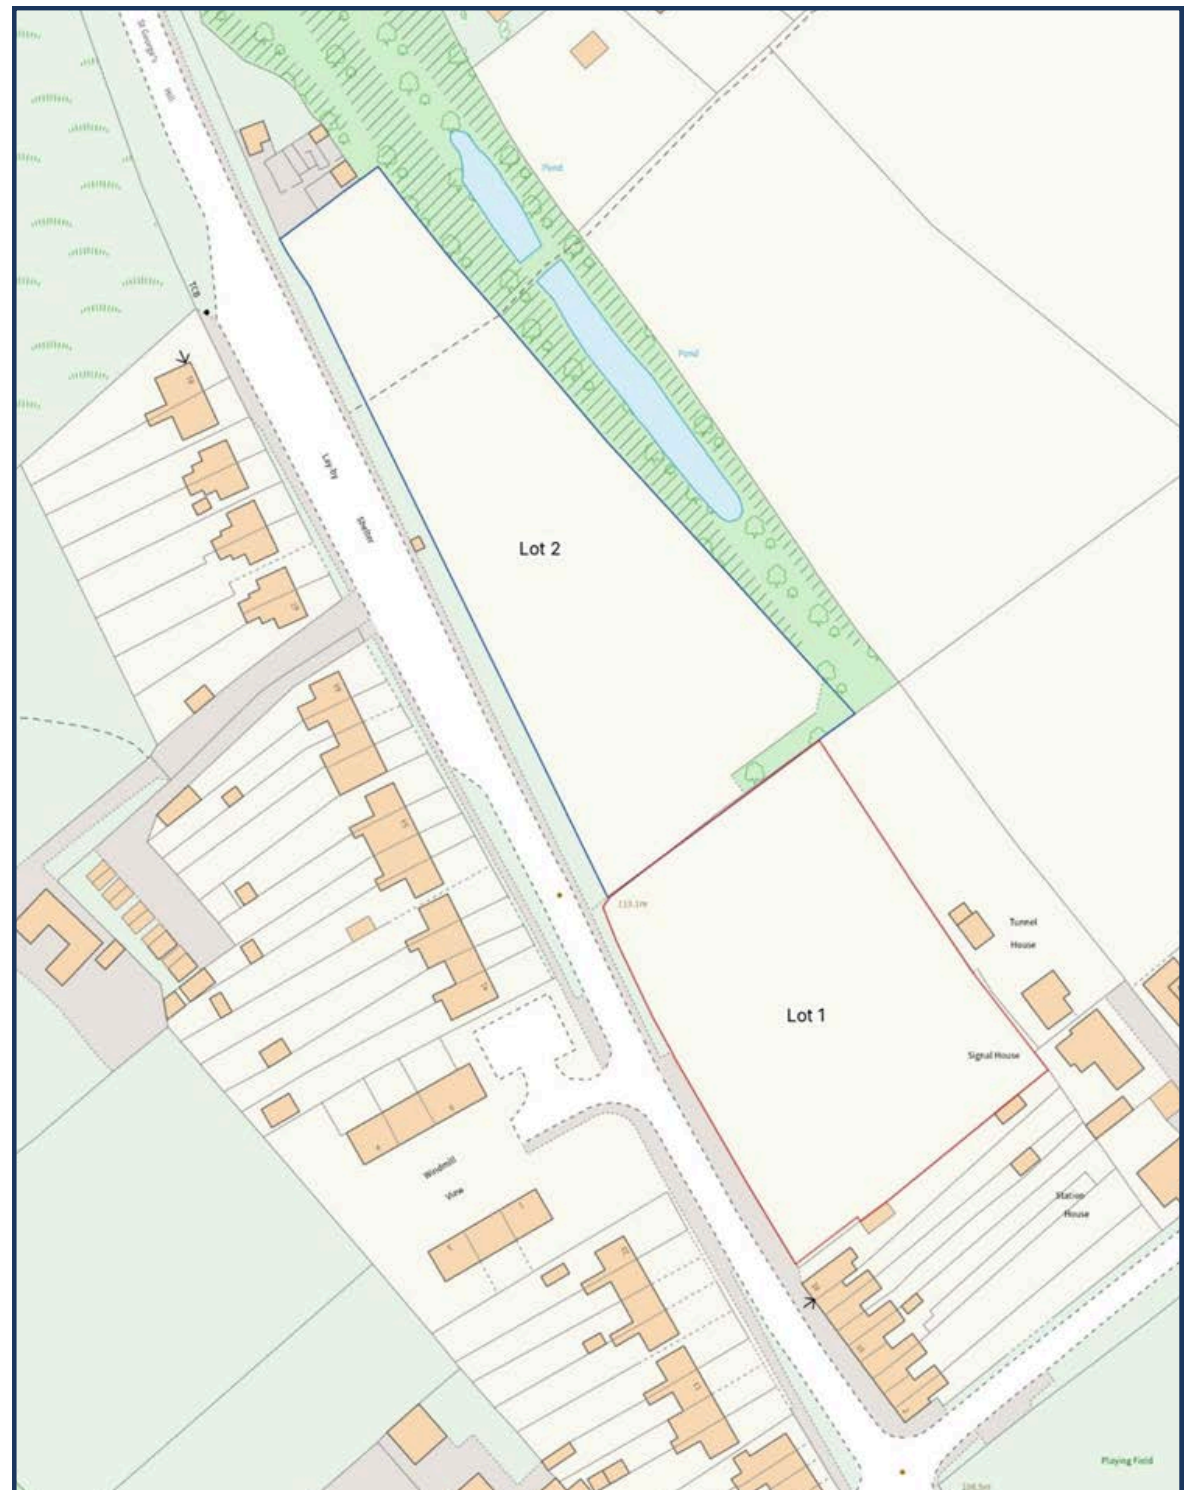 St George's
Hill
Pond
TCB
Pond
Lay by
Shelter
Lot 2
110.1m
Tunnel
House
Lot 1
Signal House
Windmill
View
Station
House
Playing Field